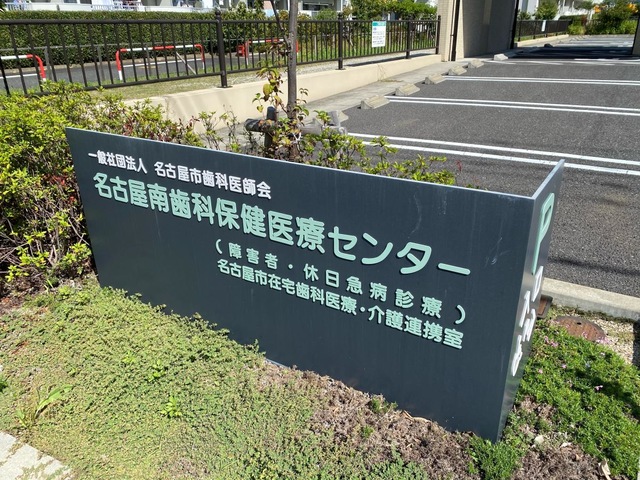 一般社団法人 名古屋市歯科医師会
名古屋南歯科保健医療センター
(障害者・休日急病診療)
名古屋市在宅歯科医療・介護連携室
P